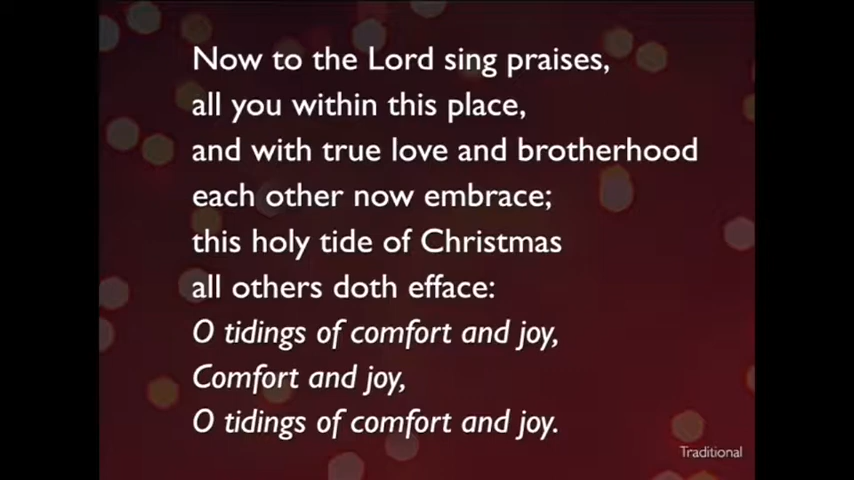 Now to the Lord sing praises,
all you within this place,
and with true love and brotherhood
each other now embrace;
this holy tide of Christmas
all others doth efface:
O tidings of comfort and joy,
Comfort and joy,
O tidings of comfort and joy.
Traditional